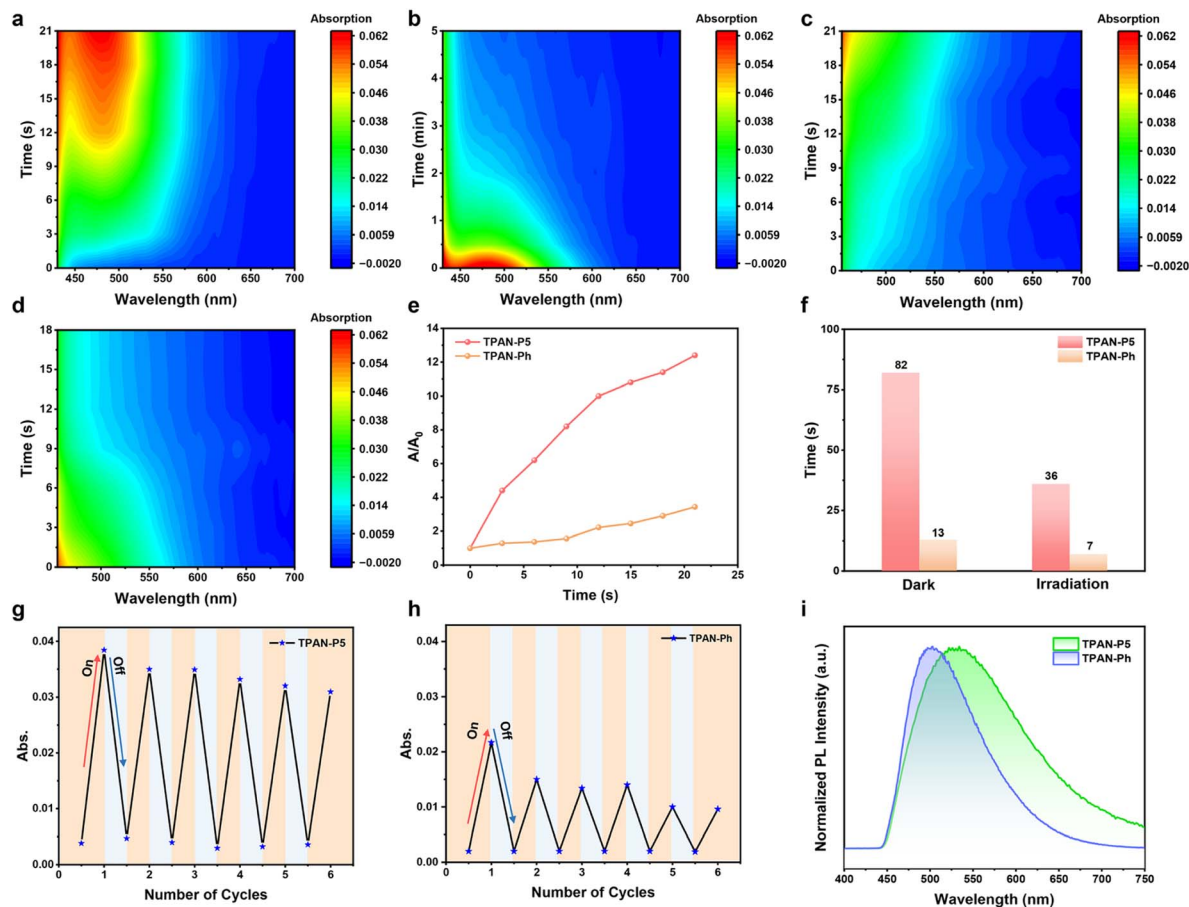 a
Absorption
21
18
15
12
9
6
3
0
Time (s)
450 500 550 600 650 700
Wavelength (nm)
0.062
0.055
0.047
0.038
0.030
0.022
0.014
0.0059
−0.0020
b
Absorption
5
4
3
2
1
0
Time (min)
450 500 550 600 650 700
Wavelength (nm)
0.062
0.055
0.047
0.038
0.030
0.022
0.014
0.0059
−0.0020
c
Absorption
21
18
15
12
9
6
3
0
Time (s)
500 550 600 650 700
Wavelength (nm)
0.062
0.055
0.047
0.038
0.030
0.022
0.014
0.0059
−0.0020
d
Absorption
18
15
12
9
6
3
0
Time (s)
500 550 600 650 700
Wavelength (nm)
0.062
0.055
0.047
0.038
0.030
0.022
0.014
0.0059
−0.0020
e
TPAN-P5
TPAN-Ph
14
12
10
8
6
4
2
0
A/A0
0 5 10 15 20 25
Time (s)
f
TPAN-P5
TPAN-Ph
100
75
50
25
0
Time (s)
82
13
36
7
Dark Irradiation
g
TPAN-P5
On
Off
0.04
0.03
0.02
0.01
0.00
Abs.
1 2 3 4 5 6
Number of Cycles
h
TPAN-Ph
On
Off
0.04
0.03
0.02
0.01
0.00
Abs.
1 2 3 4 5 6
Number of Cycles
i
TPAN-P5
TPAN-Ph
Normalized PL Intensity (a.u.)
400 450 500 550 600 650 700 750
Wavelength (nm)